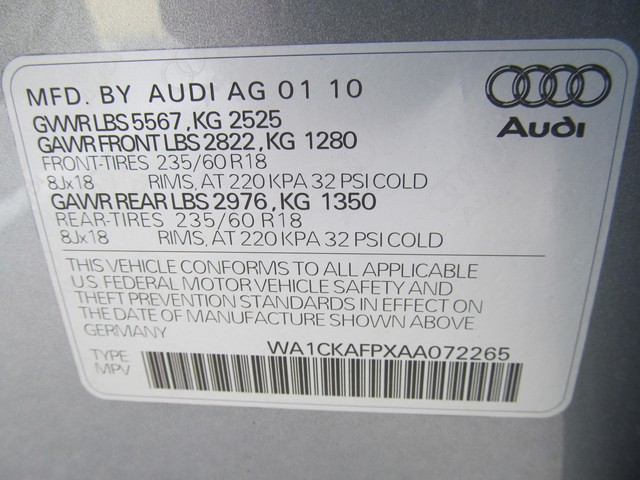 MFD. BY AUDI AG 01 10
Audi
GVWR LBS 5567, KG 2525
GAWR FRONT LBS 2822, KG 1280
FRONT-TIRES 235/60 R18
8Jx18 RIMS, AT 220 KPA 32 PSI COLD
GAWR REAR LBS 2976, KG 1350
REAR-TIRES 235/60 R18
8Jx18 RIMS, AT 220 KPA 32 PSI COLD
THIS VEHICLE CONFORMS TO ALL APPLICABLE
U.S. FEDERAL MOTOR VEHICLE SAFETY AND
THEFT PREVENTION STANDARDS IN EFFECT ON
THE DATE OF MANUFACTURE SHOWN ABOVE.
GERMANY
WA1CKAFPXAA072265
TYPE
MPV